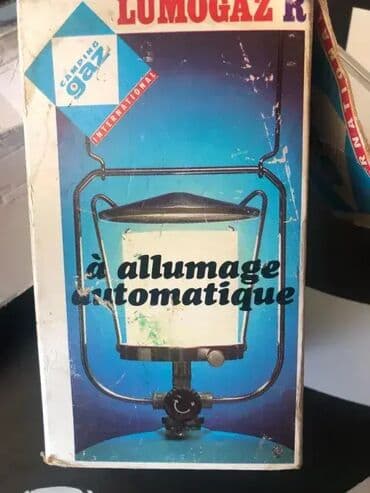 LUMOGAZ R
CAMPING
gaz
INTERNATIONAL
à allumage
automatique